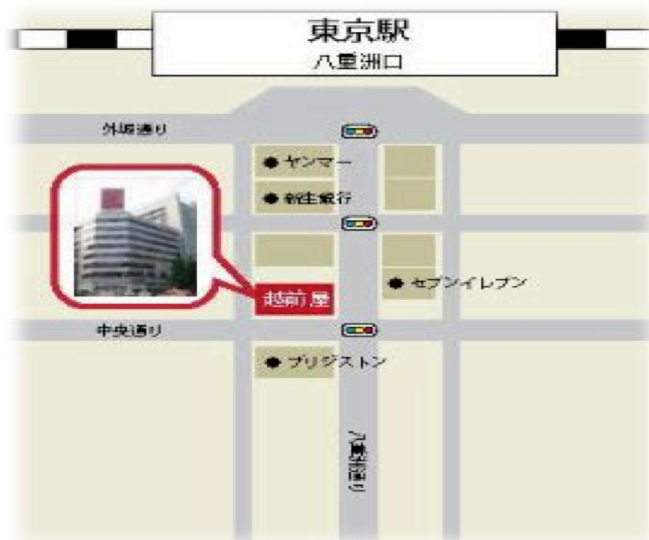 東京駅
八重洲口
外堀通り
ヤンマー
新生銀行
セブンイレブン
越前屋
中央通り
ブリジストン
八重洲通り